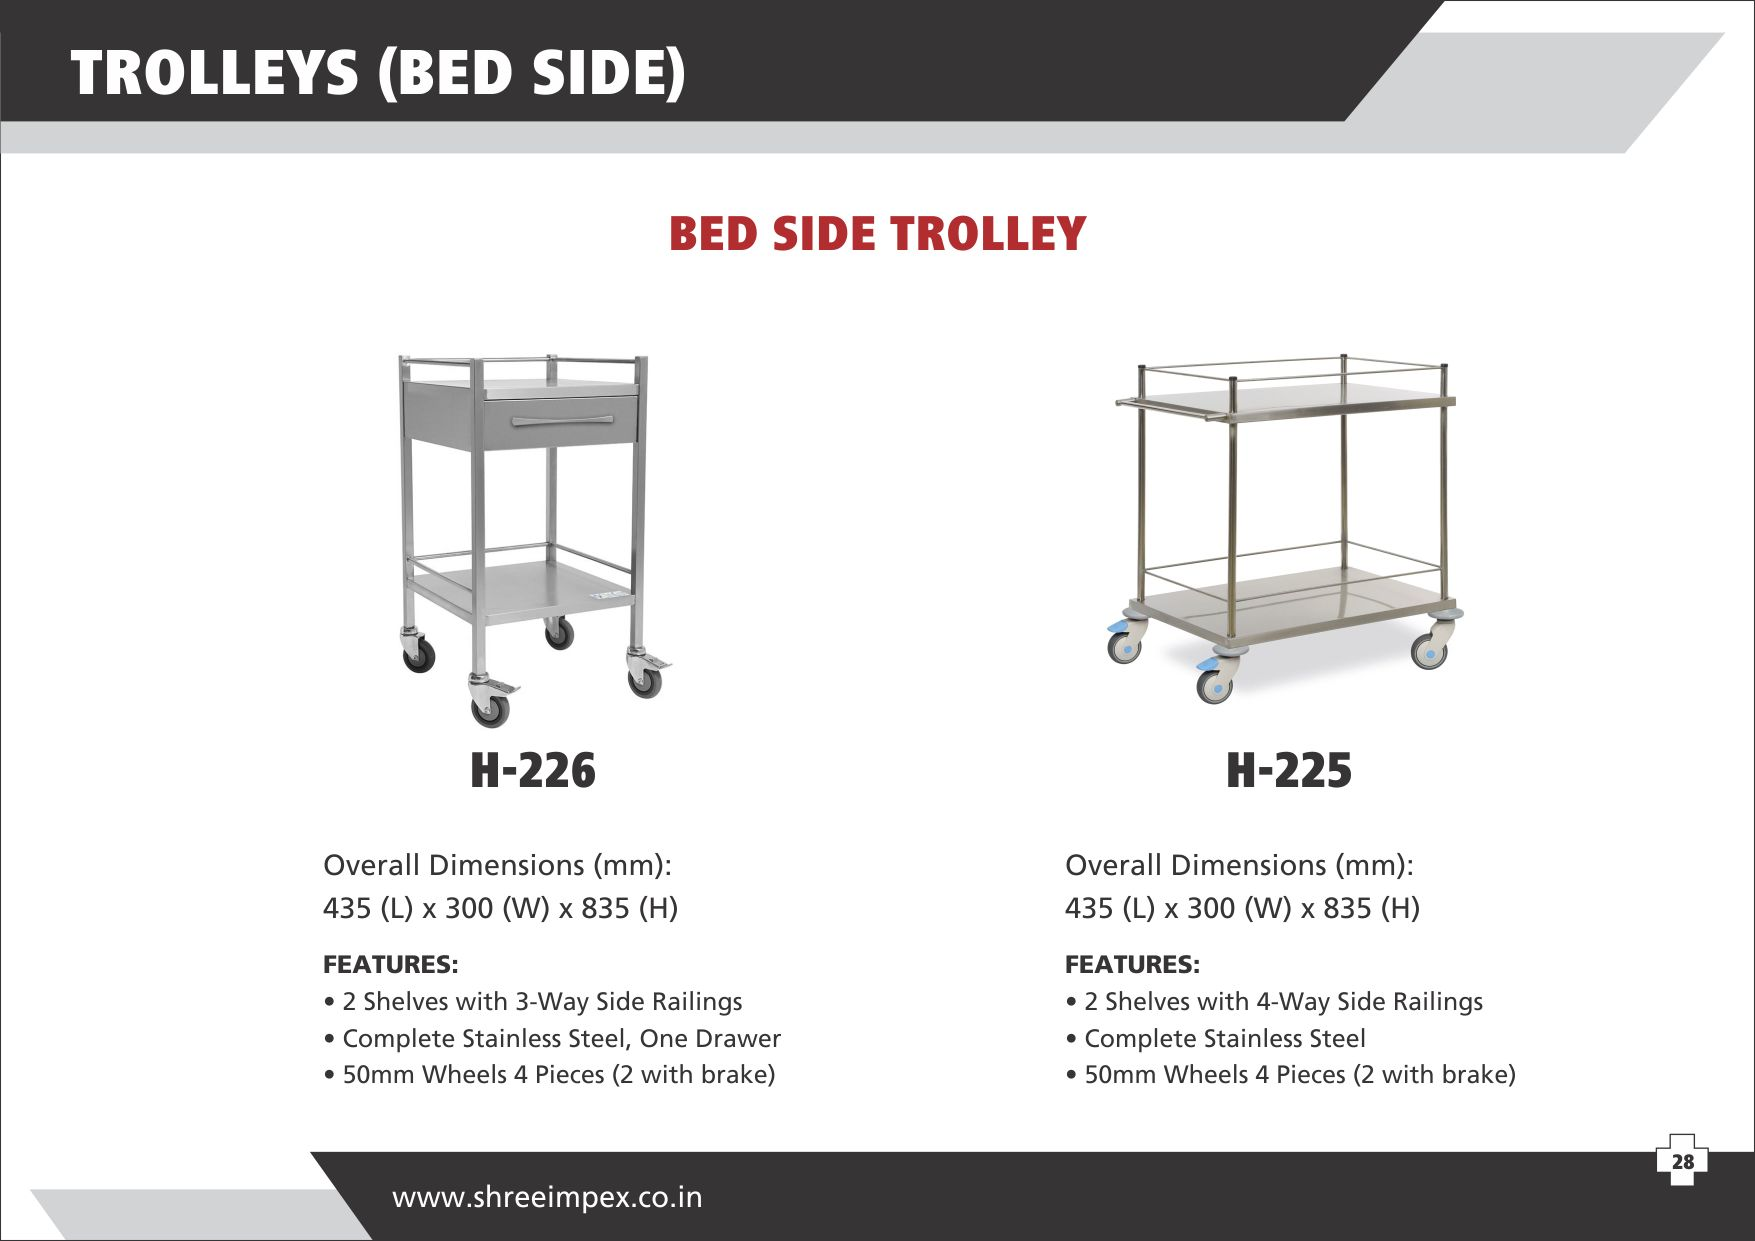 TROLLEYS (BED SIDE)
BED SIDE TROLLEY
H-226
Overall Dimensions (mm):
435 (L) x 300 (W) x 835 (H)
FEATURES:
• 2 Shelves with 3-Way Side Railings
• Complete Stainless Steel, One Drawer
• 50mm Wheels 4 Pieces (2 with brake)
H-225
Overall Dimensions (mm):
435 (L) x 300 (W) x 835 (H)
FEATURES:
• 2 Shelves with 4-Way Side Railings
• Complete Stainless Steel
• 50mm Wheels 4 Pieces (2 with brake)
www.shreeimpex.co.in
28